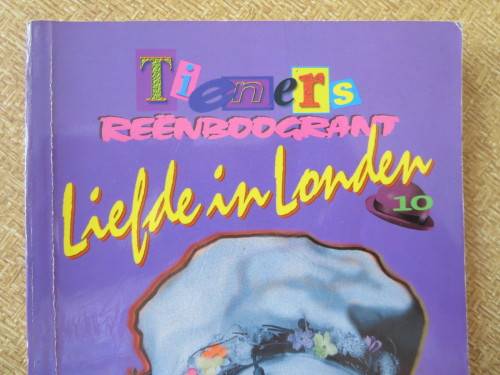 Tieners
REËNBOOGRANT
Liefde in Londen
10